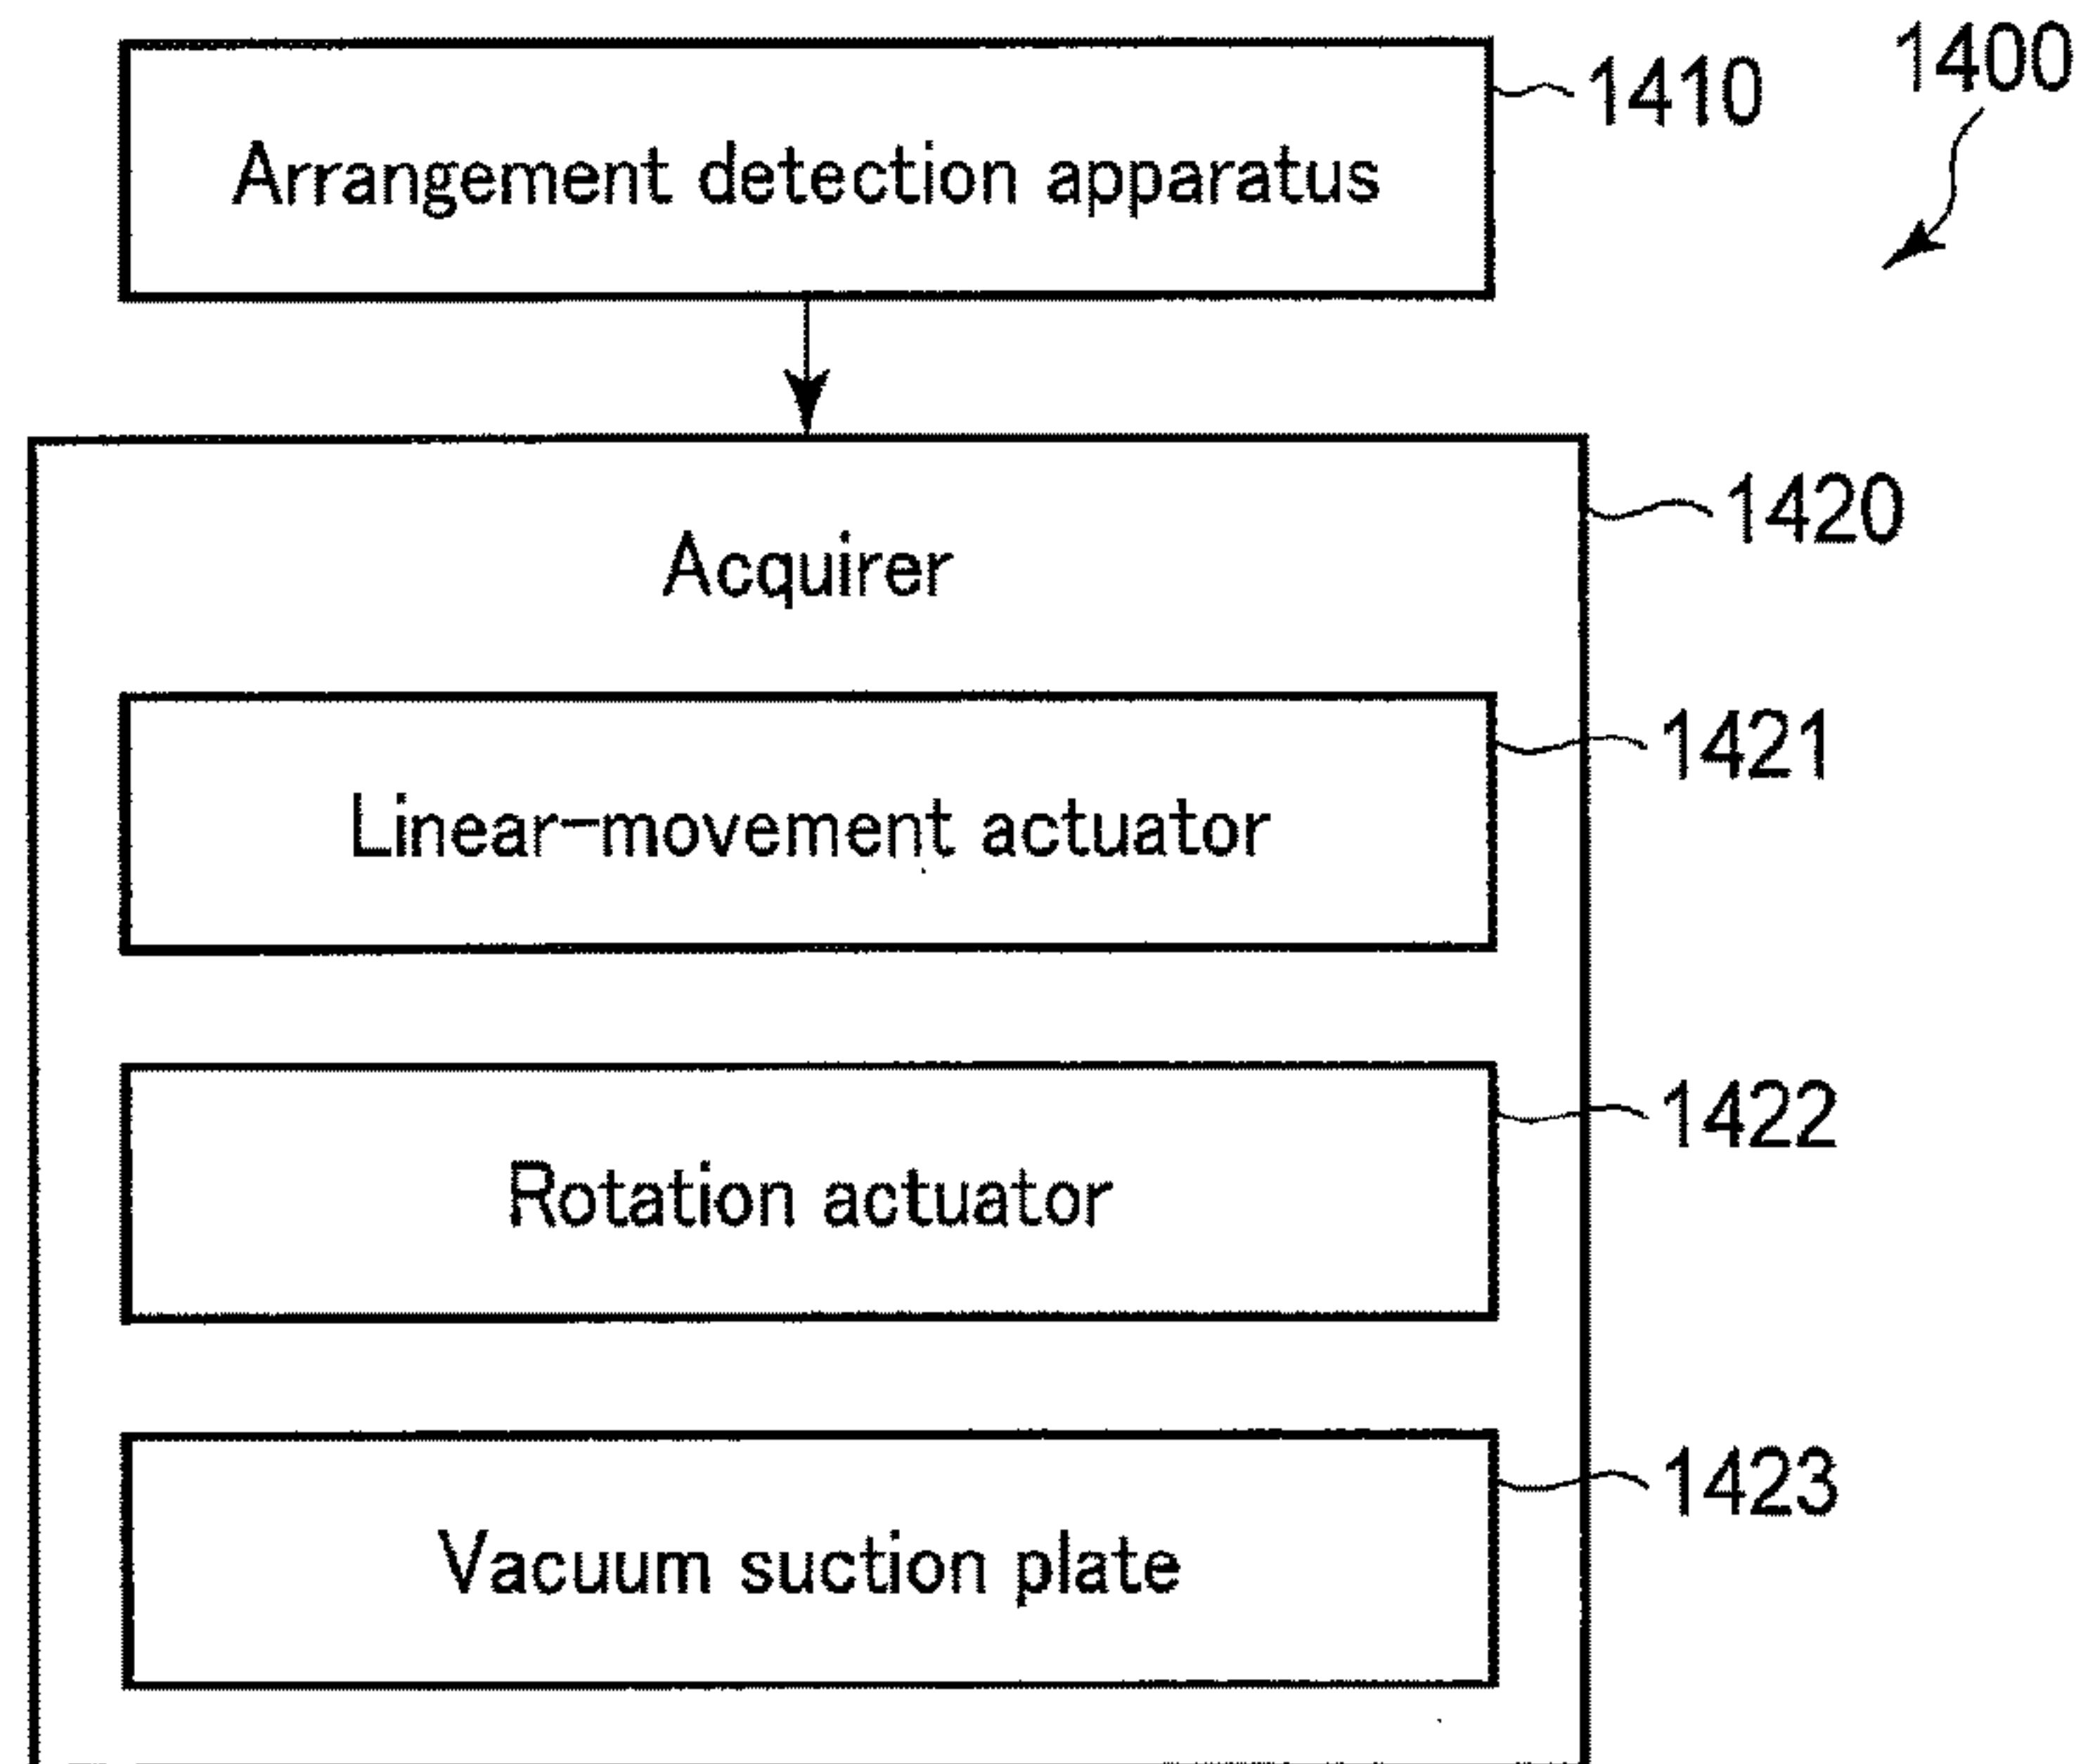 1400
Arrangement detection apparatus 1410
Acquirer 1420
Linear-movement actuator 1421
Rotation actuator 1422
Vacuum suction plate 1423